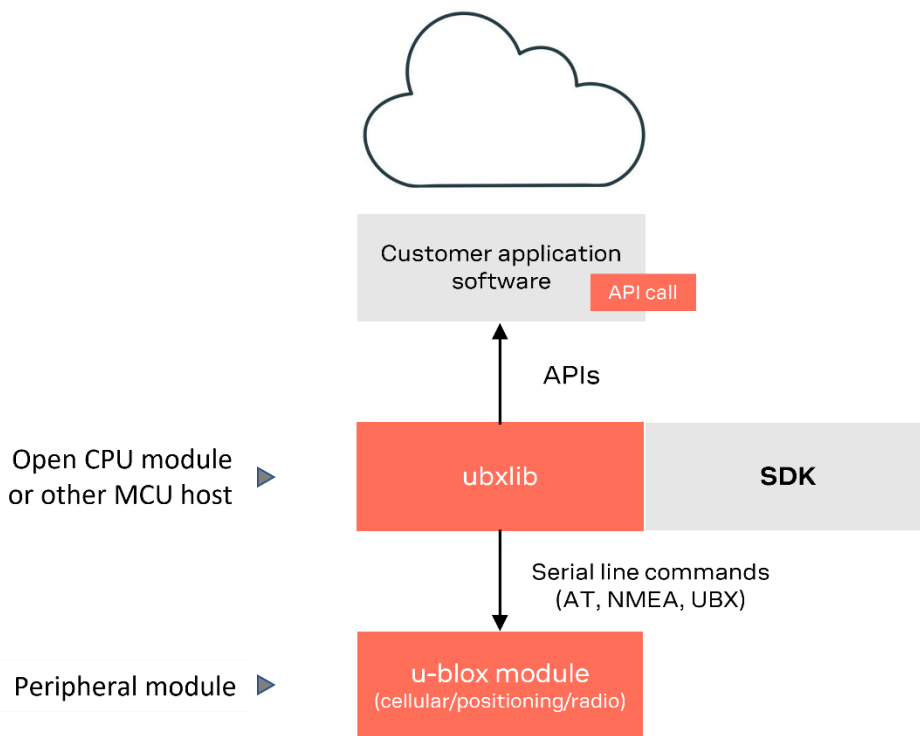 Customer application
software
API call
APIs
Open CPU module
or other MCU host
ubxlib
SDK
Serial line commands
(AT, NMEA, UBX)
Peripheral module
u-blox module
(cellular/positioning/radio)